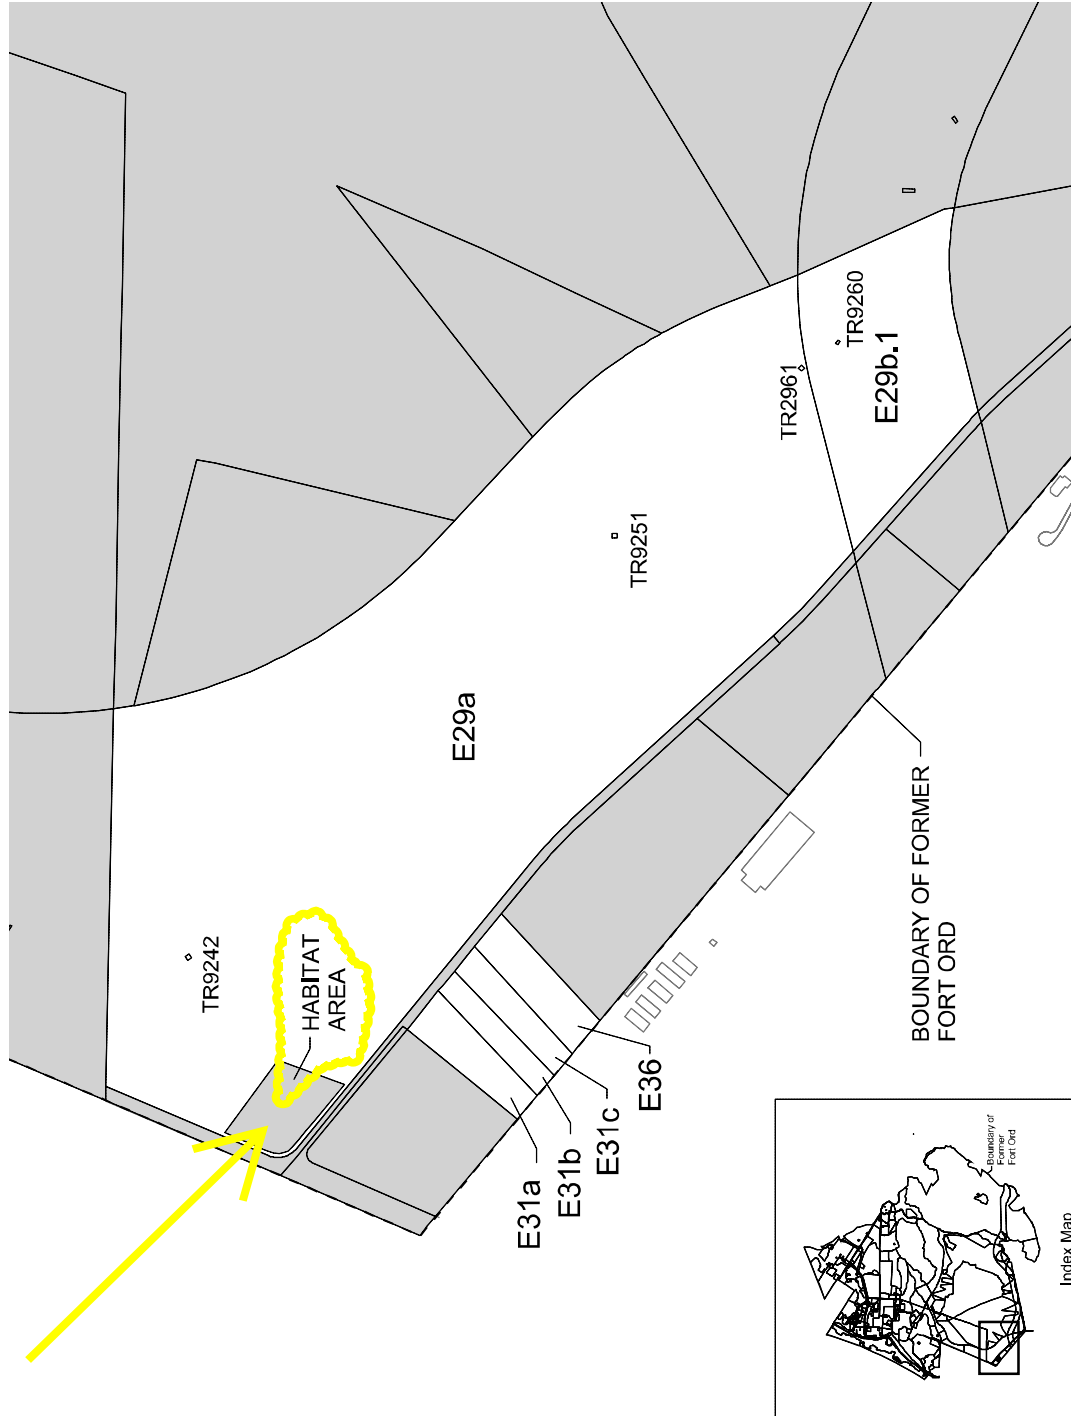 TR9260
E29b.1
TR2961
TR9251
E29a
TR9242
HABITAT
AREA
BOUNDARY OF FORMER
FORT ORD
E36
E31c
E31b
E31a
Boundary of
Former
Fort Ord
Index Map